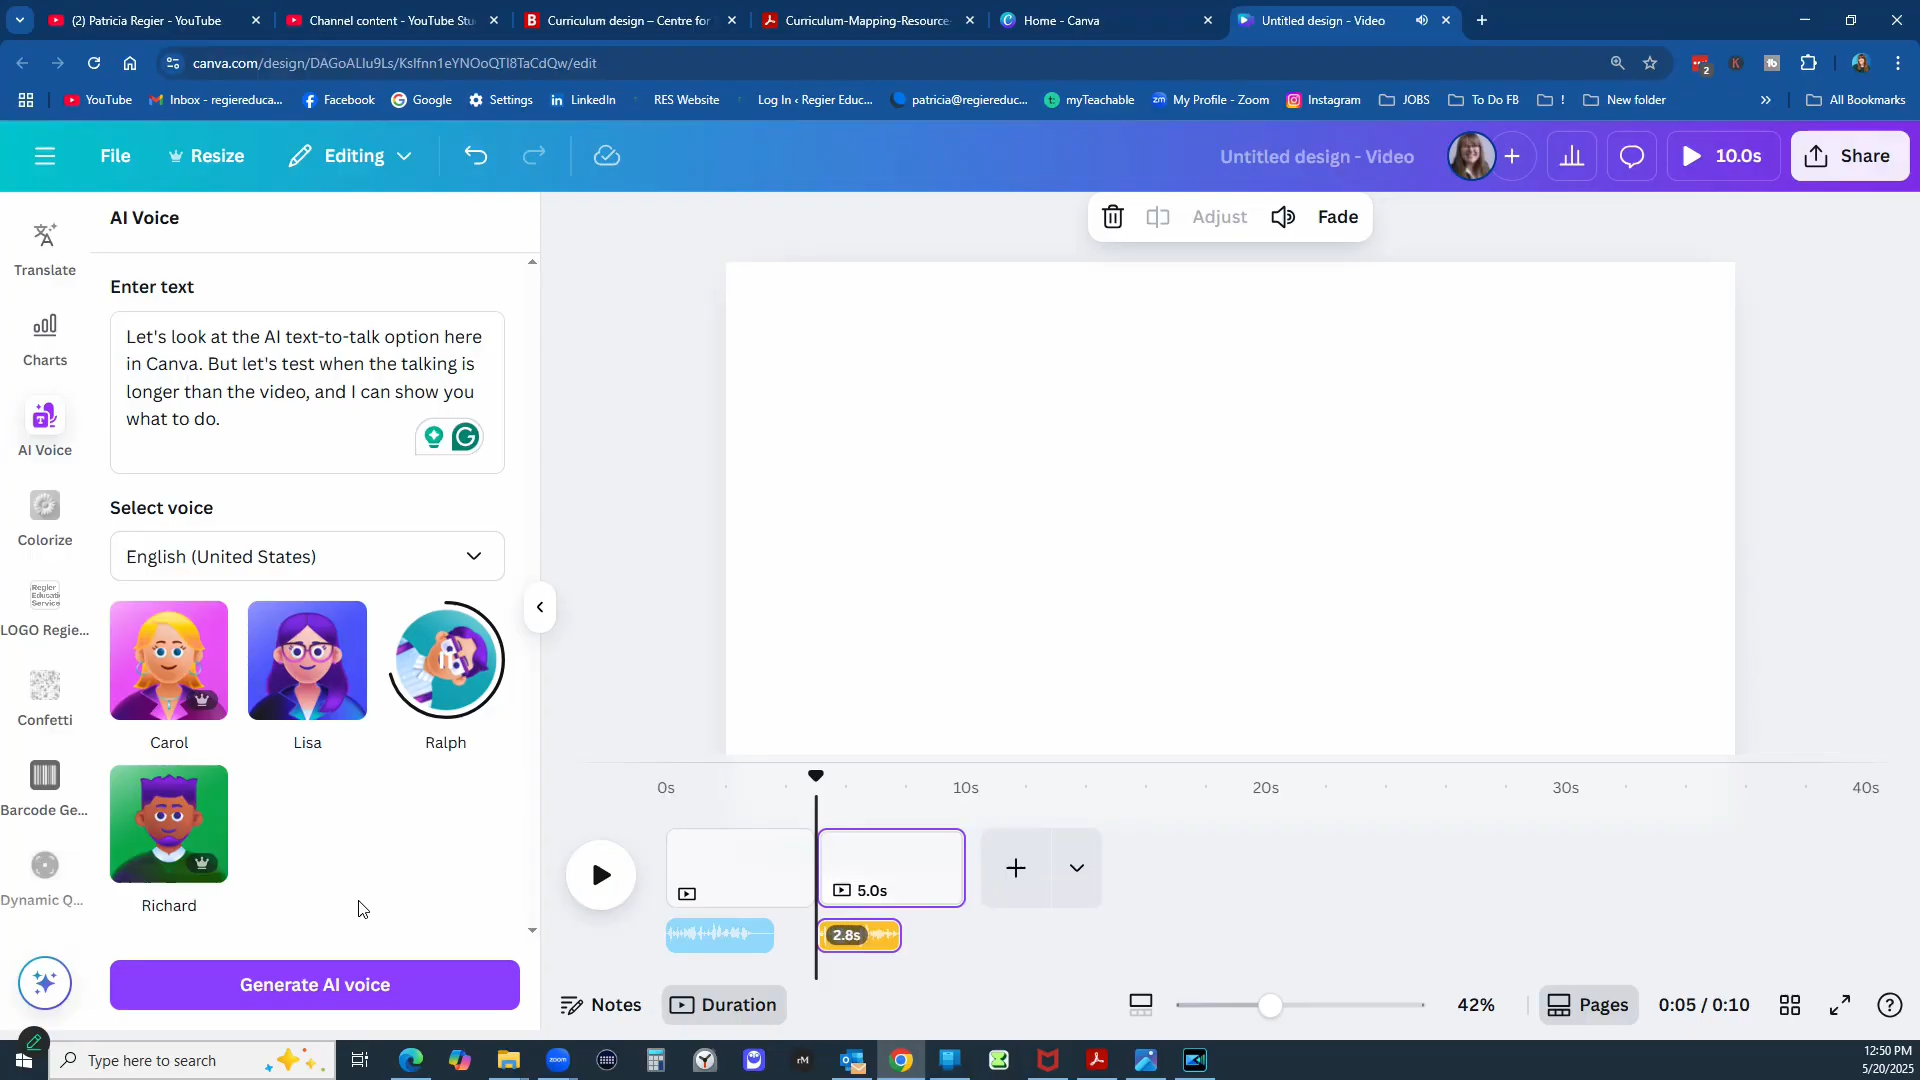 (2) Patricia Regier - YouTube
Channel content - YouTube Stu
Curriculum design – Centre for
Curriculum-Mapping-Resource
Home - Canva
Untitled design - Video
canva.com/design/DAGoALIu9Ls/KsIfnn1eYNOoQTI8TaCdQw/edit
2
YouTube
Inbox - regiereduca...
Facebook
Google
Settings
LinkedIn
RES Website
Log In ‹ Regier Educ...
patricia@regiereduc...
myTeachable
My Profile - Zoom
Instagram
JOBS
To Do FB
!
New folder
All Bookmarks
File
Resize
Editing
Untitled design - Video
10.0s
Share
Translate
Charts
AI Voice
Colorize
LOGO Regie...
Confetti
Barcode Ge...
Dynamic Q...
AI Voice
Enter text
Let's look at the AI text-to-talk option here
in Canva. But let's test when the talking is
longer than the video, and I can show you
what to do.
Select voice
English (United States)
Carol
Lisa
Ralph
Richard
Generate AI voice
Adjust
Fade
0s
10s
20s
30s
40s
5.0s
2.8s
Notes
Duration
42%
Pages
0:05 / 0:10
Type here to search
zoom
rM
12:50 PM
5/20/2025